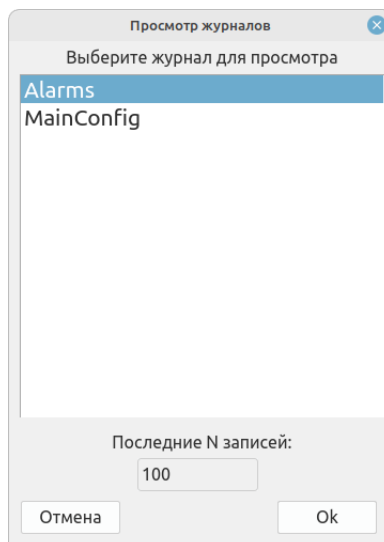 Просмотр журналов
Выберите журнал для просмотра
Alarms
MainConfig
Последние N записей:
100
Отмена
Ok